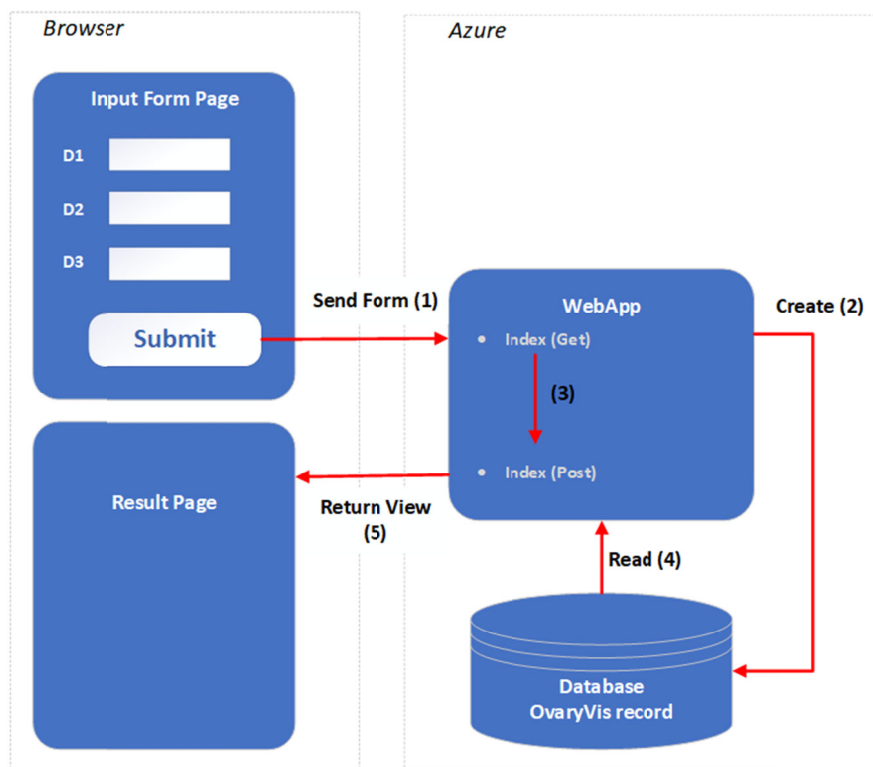 Browser
Azure
Input Form Page
D1
D2
D3
Submit
Send Form (1)
WebApp
Create (2)
• Index (Get)
(3)
• Index (Post)
Result Page
Return View
(5)
Read (4)
Database
OvaryVis record